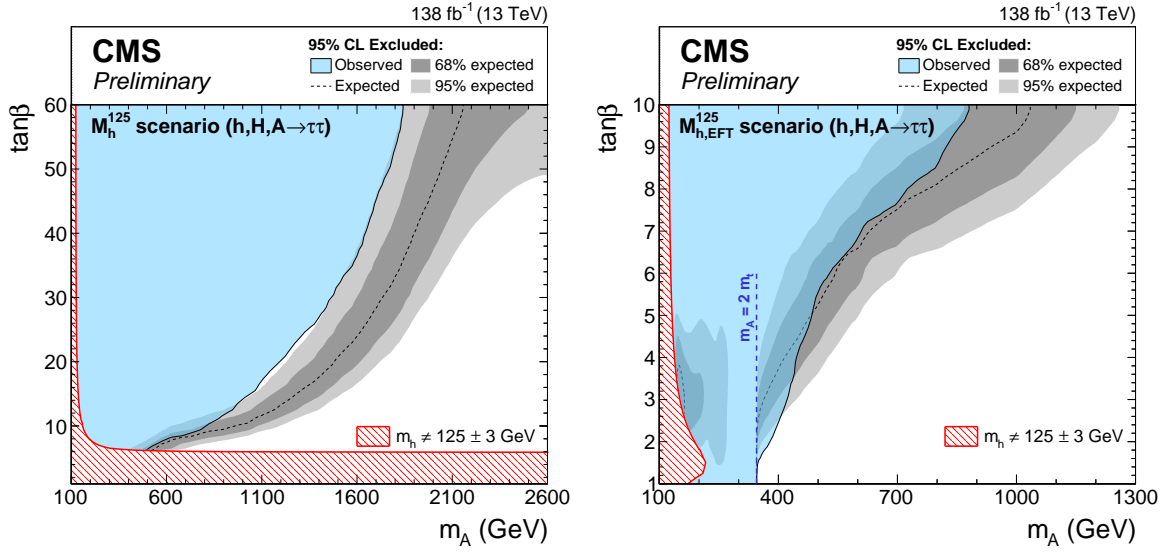 138 fb⁻¹ (13 TeV)
CMS
Preliminary
95% CL Excluded:
Observed
68% expected
Expected
95% expected
M_h^125 scenario (h,H,A→ττ)
tanβ
60
50
40
30
20
10
m_h ≠ 125 ± 3 GeV
100
600
1100
1600
2100
2600
m_A (GeV)
138 fb⁻¹ (13 TeV)
CMS
Preliminary
95% CL Excluded:
Observed
68% expected
Expected
95% expected
M_h,EFT^125 scenario (h,H,A→ττ)
tanβ
10
9
8
7
6
5
4
3
2
1
m_A = 2 m_t
m_h ≠ 125 ± 3 GeV
100
400
700
1000
1300
m_A (GeV)